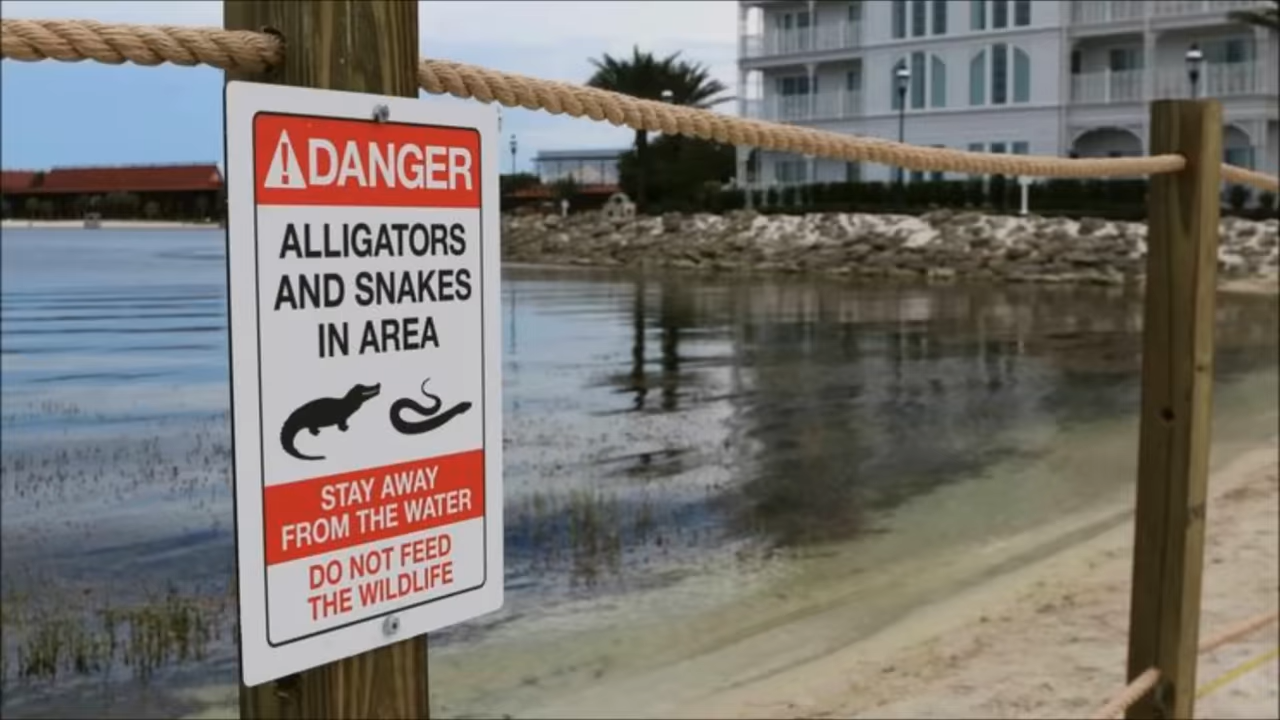 DANGER
ALLIGATORS
AND SNAKES
IN AREA
STAY AWAY
FROM THE WATER
DO NOT FEED
THE WILDLIFE